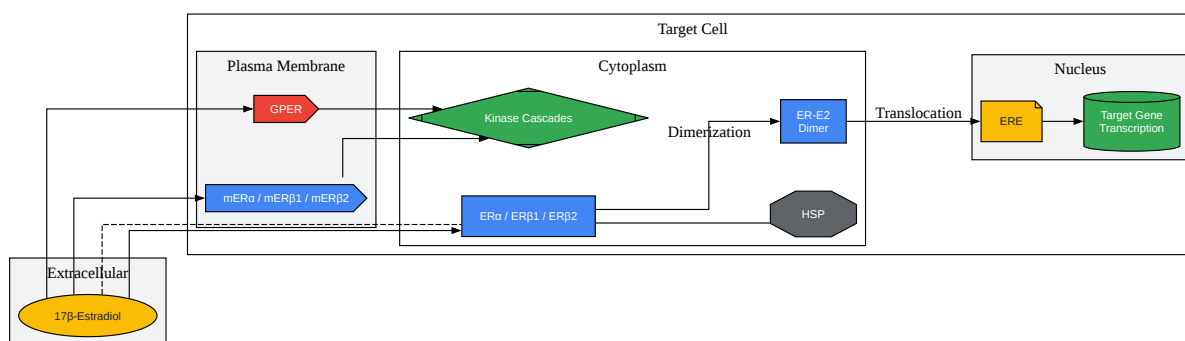 Target Cell
Plasma Membrane
GPER
mERα / mERβ1 / mERβ2
Cytoplasm
Kinase Cascades
Dimerization
ER-E2
Dimer
ERα / ERβ1 / ERβ2
HSP
Translocation
Nucleus
ERE
Target Gene
Transcription
Extracellular
17β-Estradiol